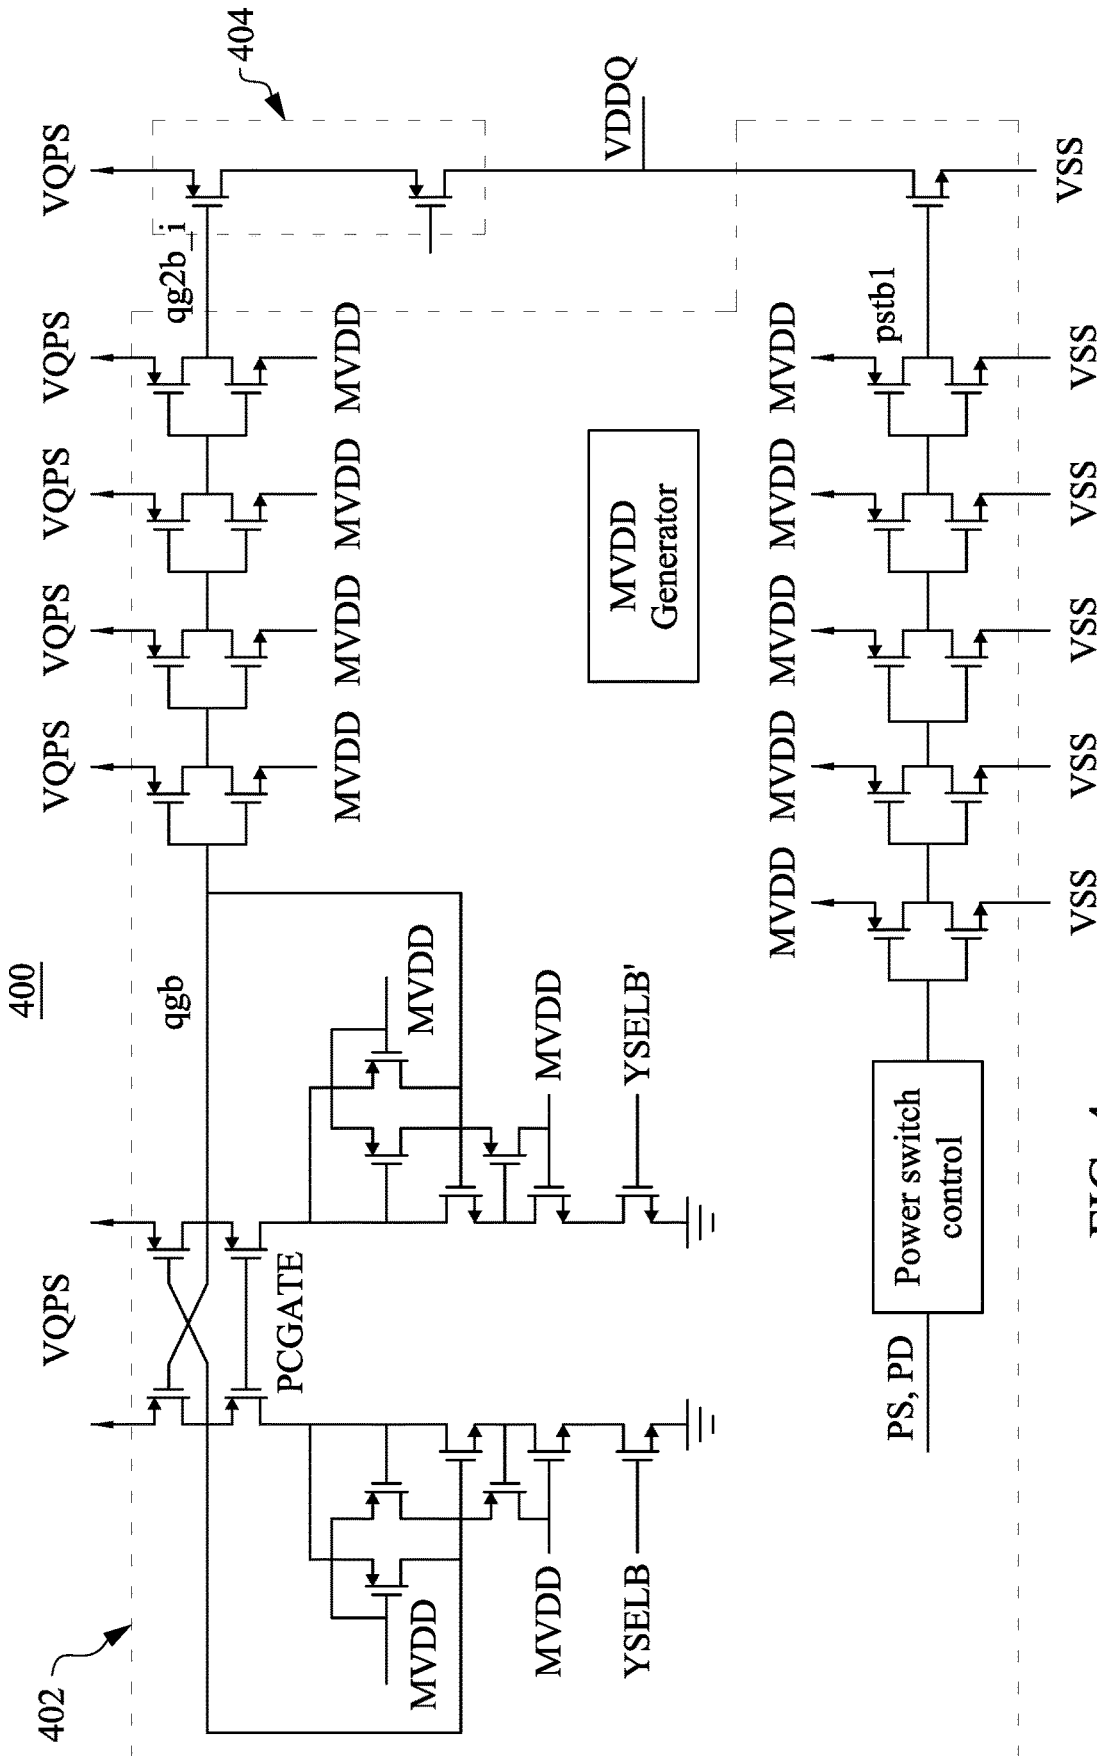 400
402
VQPS
VQPS
VQPS
VQPS
VQPS
VQPS
404
qgb
qg2b_i
PCGATE
MVDD
MVDD
MVDD
MVDD
MVDD
MVDD
MVDD
MVDD
YSELB
YSELB'
MVDD
Generator
VDDQ
MVDD
MVDD
MVDD
MVDD
MVDD
pstb1
PS, PD
Power switch
control
VSS
VSS
VSS
VSS
VSS
VSS